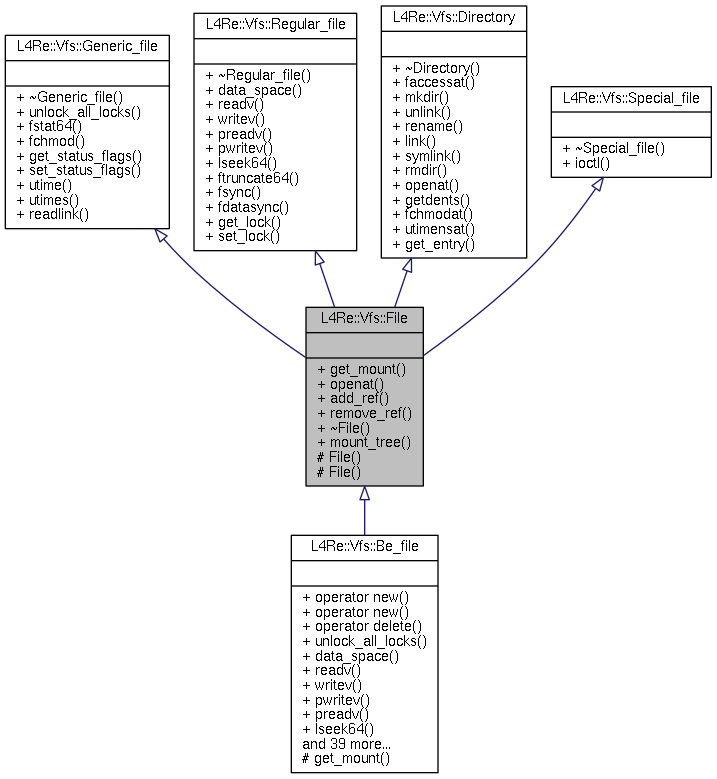 L4Re::Vfs::Generic_file
+ ~Generic_file()
+ unlock_all_locks()
+ fstat64()
+ fchmod()
+ get_status_flags()
+ set_status_flags()
+ utime()
+ utimes()
+ readlink()
L4Re::Vfs::Regular_file
+ ~Regular_file()
+ data_space()
+ readv()
+ writev()
+ preadv()
+ pwritev()
+ lseek64()
+ ftruncate64()
+ fsync()
+ fdatasync()
+ get_lock()
+ set_lock()
L4Re::Vfs::Directory
+ ~Directory()
+ faccessat()
+ mkdir()
+ unlink()
+ rename()
+ link()
+ symlink()
+ rmdir()
+ openat()
+ getdents()
+ fchmodat()
+ utimensat()
+ get_entry()
L4Re::Vfs::Special_file
+ ~Special_file()
+ ioctl()
L4Re::Vfs::File
+ get_mount()
+ openat()
+ add_ref()
+ remove_ref()
+ ~File()
+ mount_tree()
# File()
# File()
L4Re::Vfs::Be_file
+ operator new()
+ operator new()
+ operator delete()
+ unlock_all_locks()
+ data_space()
+ readv()
+ writev()
+ pwritev()
+ preadv()
+ lseek64()
and 39 more...
# get_mount()